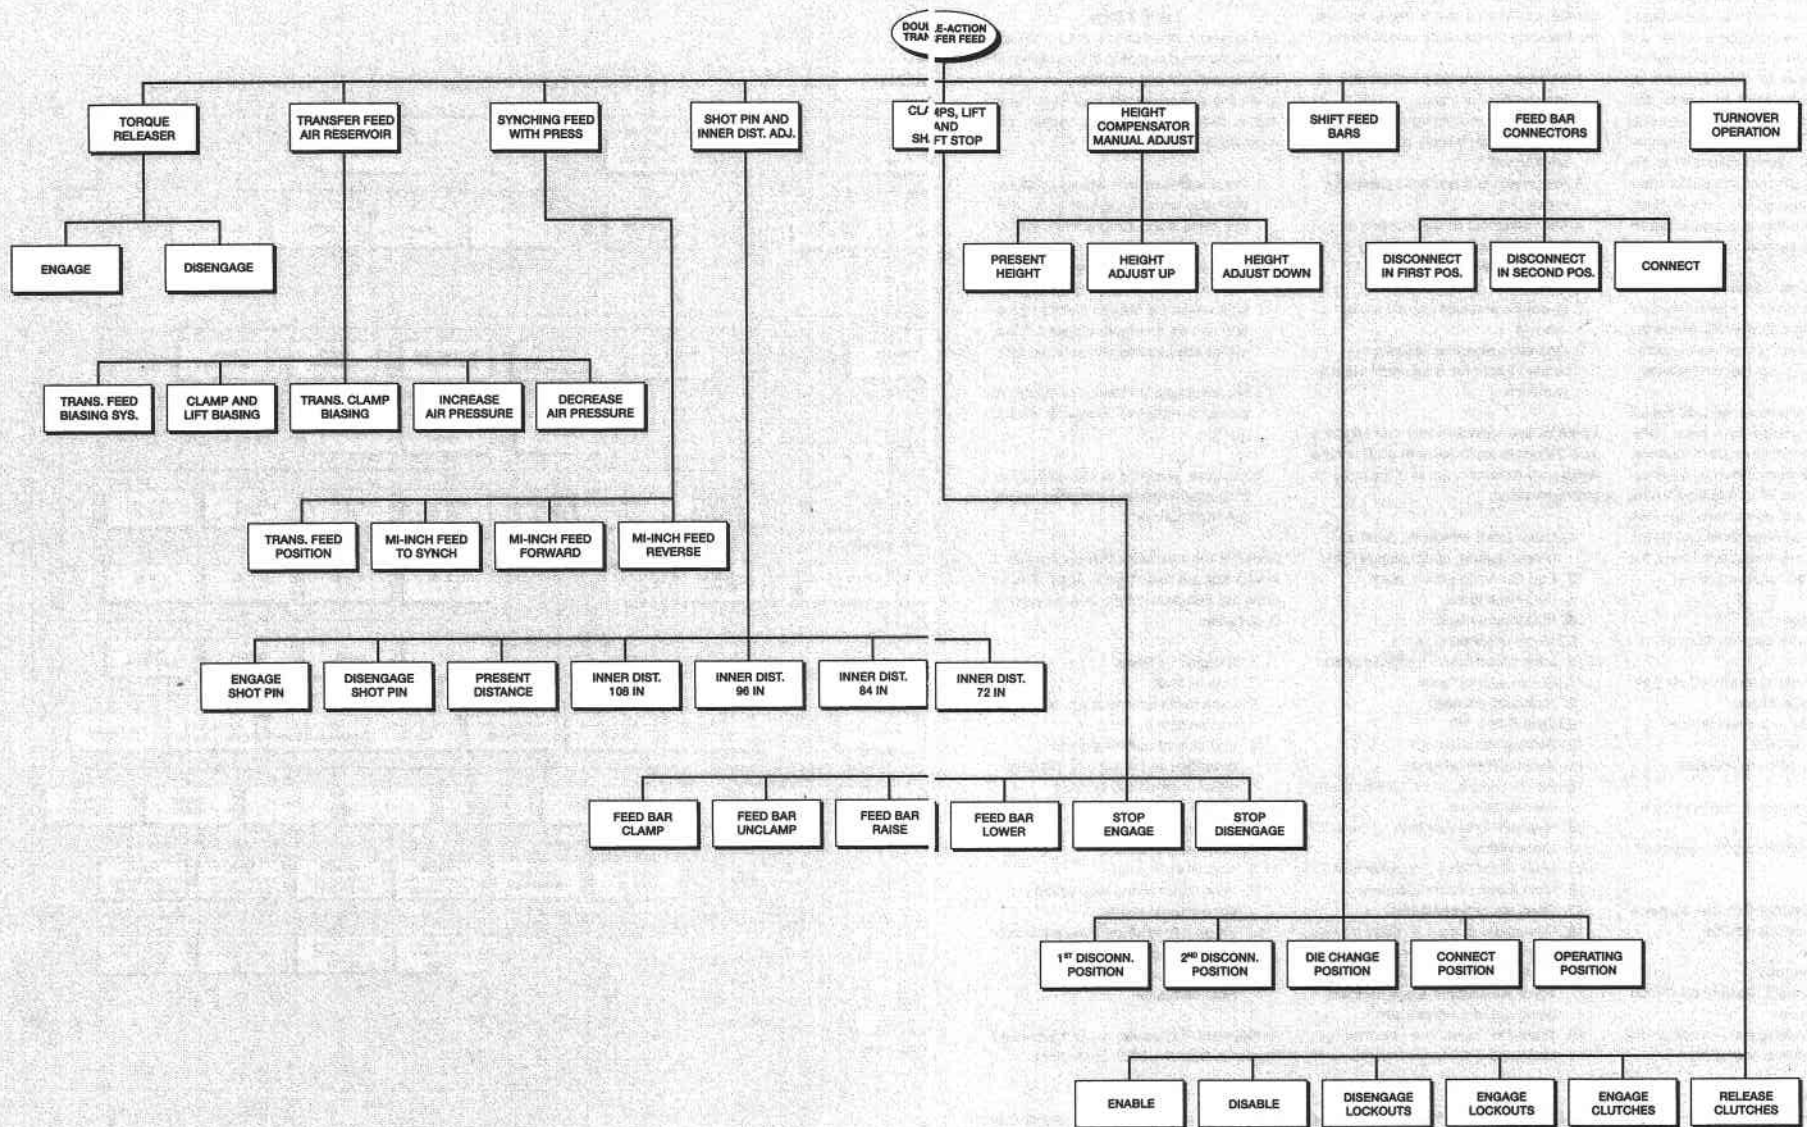 DOUBLE-ACTION
TRANSFER FEED
TORQUE
RELEASER
TRANSFER FEED
AIR RESERVOIR
SYNCHING FEED
WITH PRESS
SHOT PIN AND
INNER DIST. ADJ.
CLAMPS, LIFT
AND
SHIFT STOP
HEIGHT
COMPENSATOR
MANUAL ADJUST
SHIFT FEED
BARS
FEED BAR
CONNECTORS
TURNOVER
OPERATION
ENGAGE
DISENGAGE
PRESENT
HEIGHT
HEIGHT
ADJUST UP
HEIGHT
ADJUST DOWN
DISCONNECT
IN FIRST POS.
DISCONNECT
IN SECOND POS.
CONNECT
TRANS. FEED
BIASING SYS.
CLAMP AND
LIFT BIASING
TRANS. CLAMP
BIASING
INCREASE
AIR PRESSURE
DECREASE
AIR PRESSURE
TRANS. FEED
POSITION
MI-INCH FEED
TO SYNCH
MI-INCH FEED
FORWARD
MI-INCH FEED
REVERSE
ENGAGE
SHOT PIN
DISENGAGE
SHOT PIN
PRESENT
DISTANCE
INNER DIST.
108 IN
INNER DIST.
96 IN
INNER DIST.
84 IN
INNER DIST.
72 IN
FEED BAR
CLAMP
FEED BAR
UNCLAMP
FEED BAR
RAISE
FEED BAR
LOWER
STOP
ENGAGE
STOP
DISENGAGE
1ST DISCONN.
POSITION
2ND DISCONN.
POSITION
DIE CHANGE
POSITION
CONNECT
POSITION
OPERATING
POSITION
ENABLE
DISABLE
DISENGAGE
LOCKOUTS
ENGAGE
LOCKOUTS
ENGAGE
CLUTCHES
RELEASE
CLUTCHES